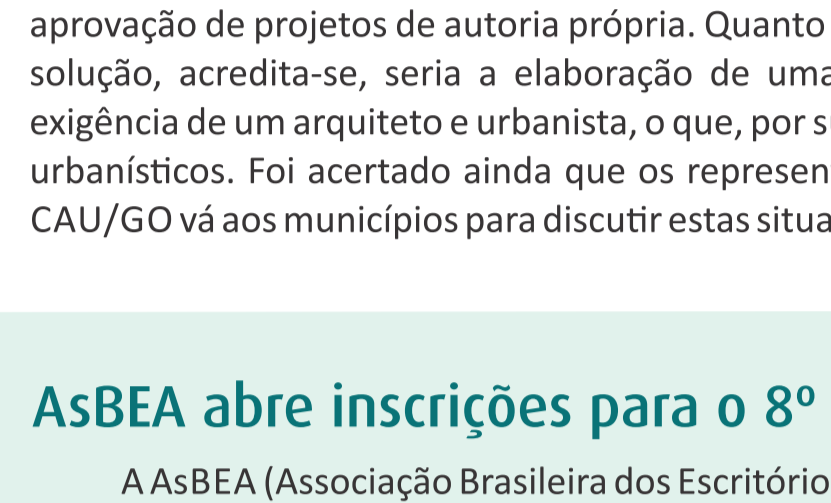 aprovação de projetos de autoria própria. Quanto
solução, acredita-se, seria a elaboração de uma
exigência de um arquiteto e urbanista, o que, por
urbanísticos. Foi acertado ainda que os represen
CAU/GO vá aos municípios para discutir estas situa
AsBEA abre inscrições para o 8º
A AsBEA (Associação Brasileira dos Escritório